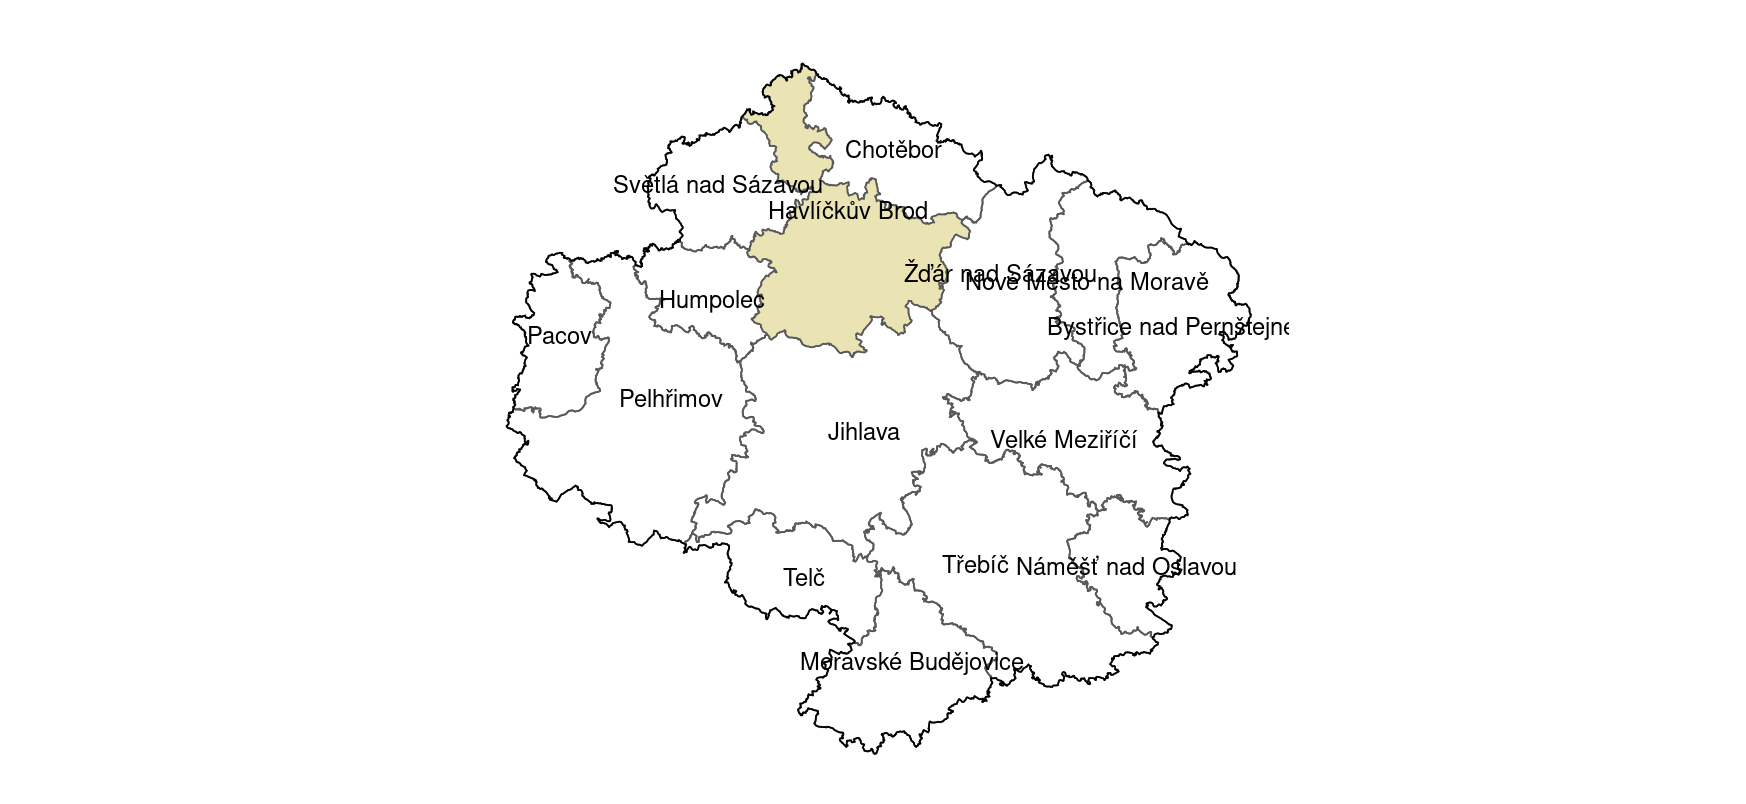 Chotěboř
Světlá nad Sázavou
Havlíčkův Brod
Žďár nad Sázavou
Nové Město na Moravě
Humpolec
Bystřice nad Pernštejne
Pacov
Pelhřimov
Jihlava
Velké Meziříčí
Třebíč
Náměšť nad Oslavou
Telč
Moravské Budějovice